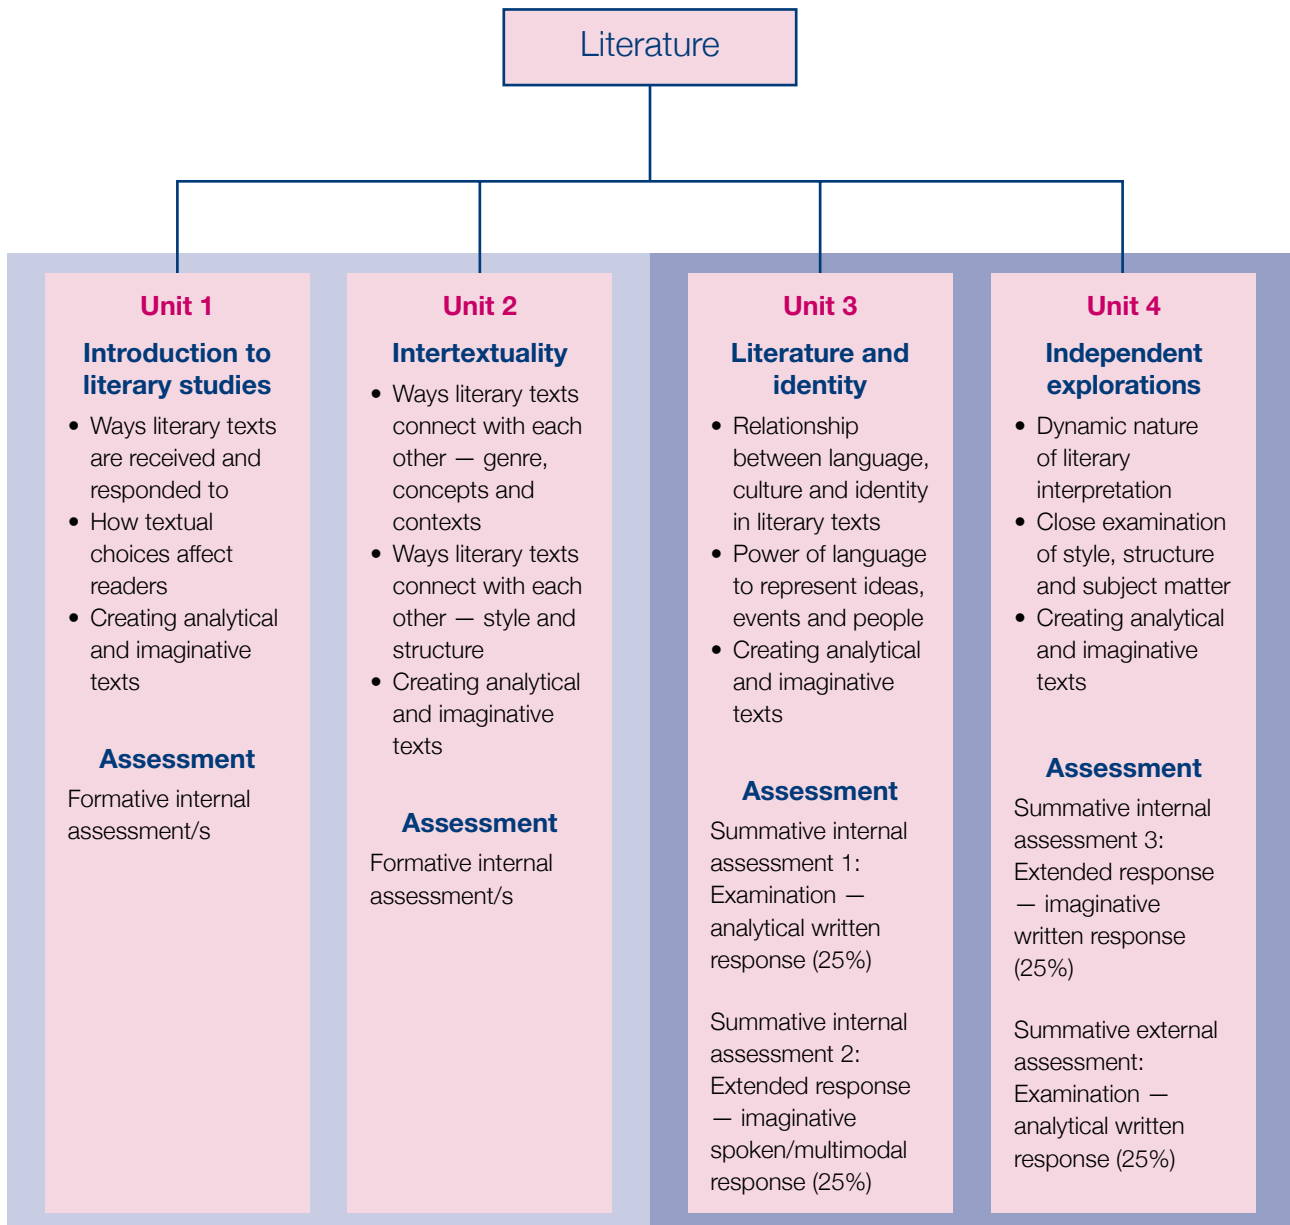 Literature
Unit 1
Introduction to
literary studies
• Ways literary texts
are received and
responded to
• How textual
choices affect
readers
• Creating analytical
and imaginative
texts
Assessment
Formative internal
assessment/s
Unit 2
Intertextuality
• Ways literary texts
connect with each
other — genre,
concepts and
contexts
• Ways literary texts
connect with each
other — style and
structure
• Creating analytical
and imaginative
texts
Assessment
Formative internal
assessment/s
Unit 3
Literature and
identity
• Relationship
between language,
culture and identity
in literary texts
• Power of language
to represent ideas,
events and people
• Creating analytical
and imaginative
texts
Assessment
Summative internal
assessment 1:
Examination —
analytical written
response (25%)
Summative internal
assessment 2:
Extended response
— imaginative
spoken/multimodal
response (25%)
Unit 4
Independent
explorations
• Dynamic nature
of literary
interpretation
• Close examination
of style, structure
and subject matter
• Creating analytical
and imaginative
texts
Assessment
Summative internal
assessment 3:
Extended response
— imaginative
written response
(25%)
Summative external
assessment:
Examination —
analytical written
response (25%)